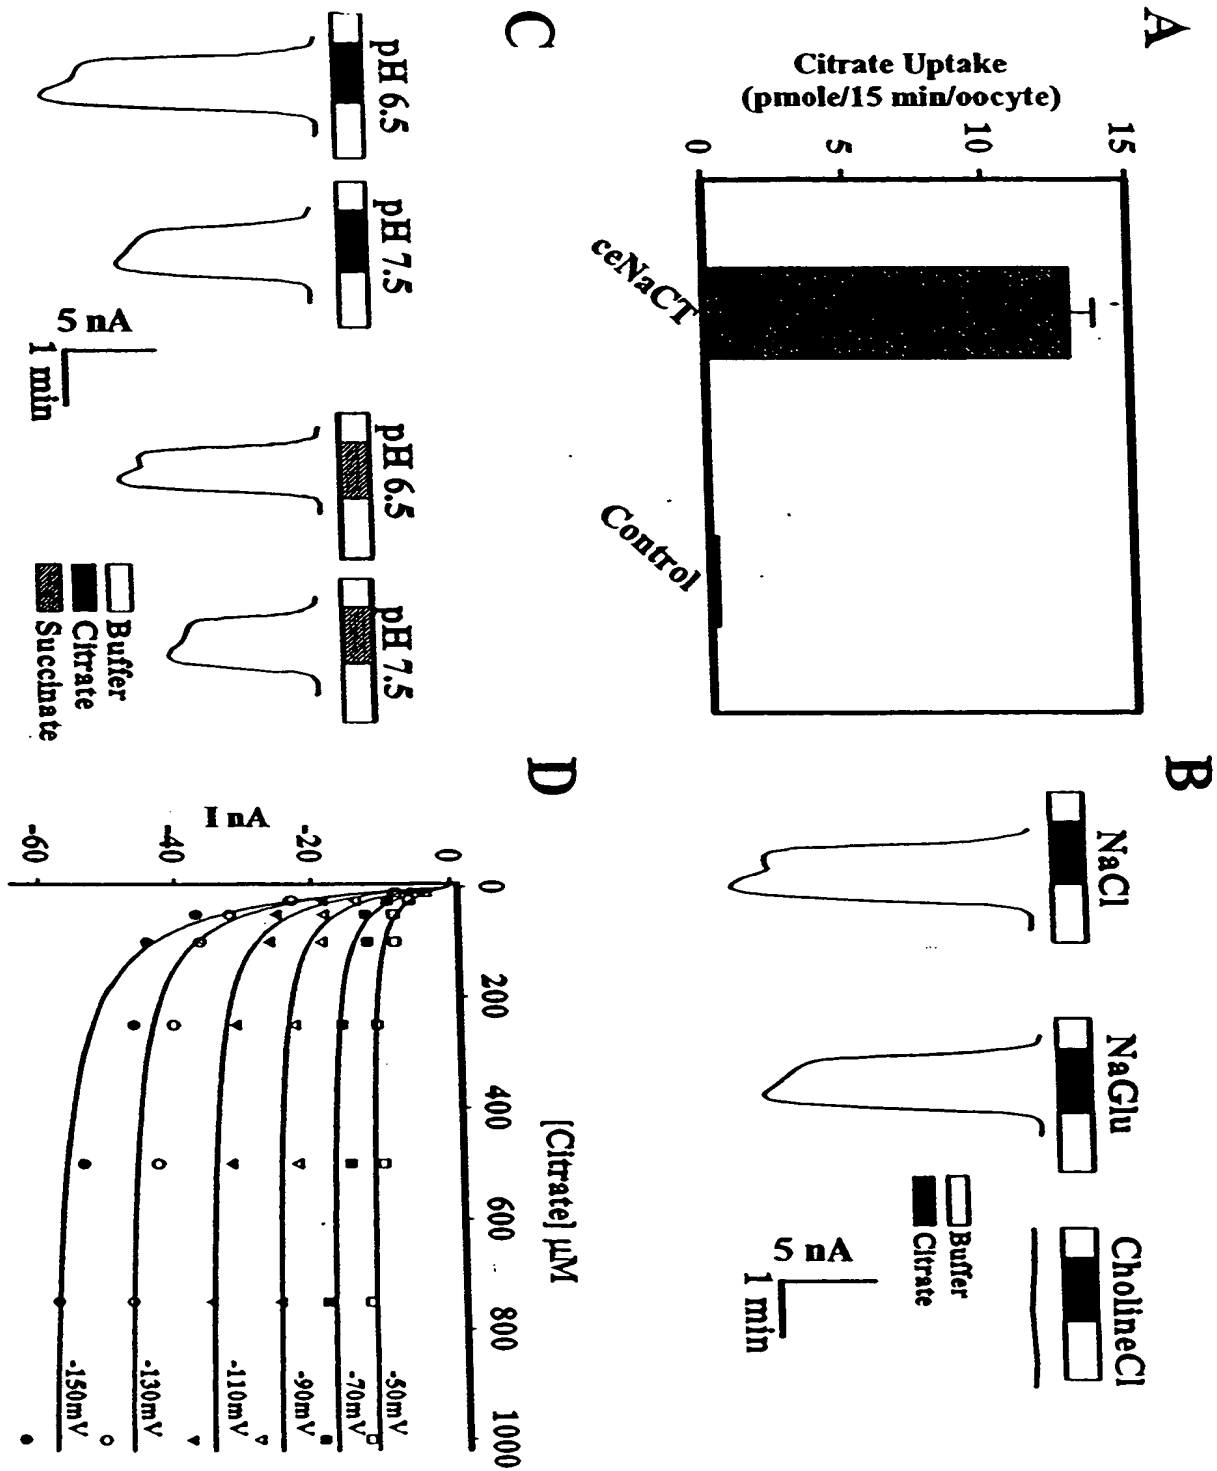 A
Citrate Uptake
(pmole/15 min/oocyte)
15
10
5
0
ceNaCT
Control
B
NaCl
NaGlu
CholineCl
Buffer
Citrate
5 nA
1 min
C
pH 6.5
pH 7.5
pH 6.5
pH 7.5
5 nA
1 min
Buffer
Citrate
Succinate
D
[Citrate] µM
0
200
400
600
800
1000
I nA
0
-20
-40
-60
-50mV
-70mV
-90mV
-110mV
-130mV
-150mV